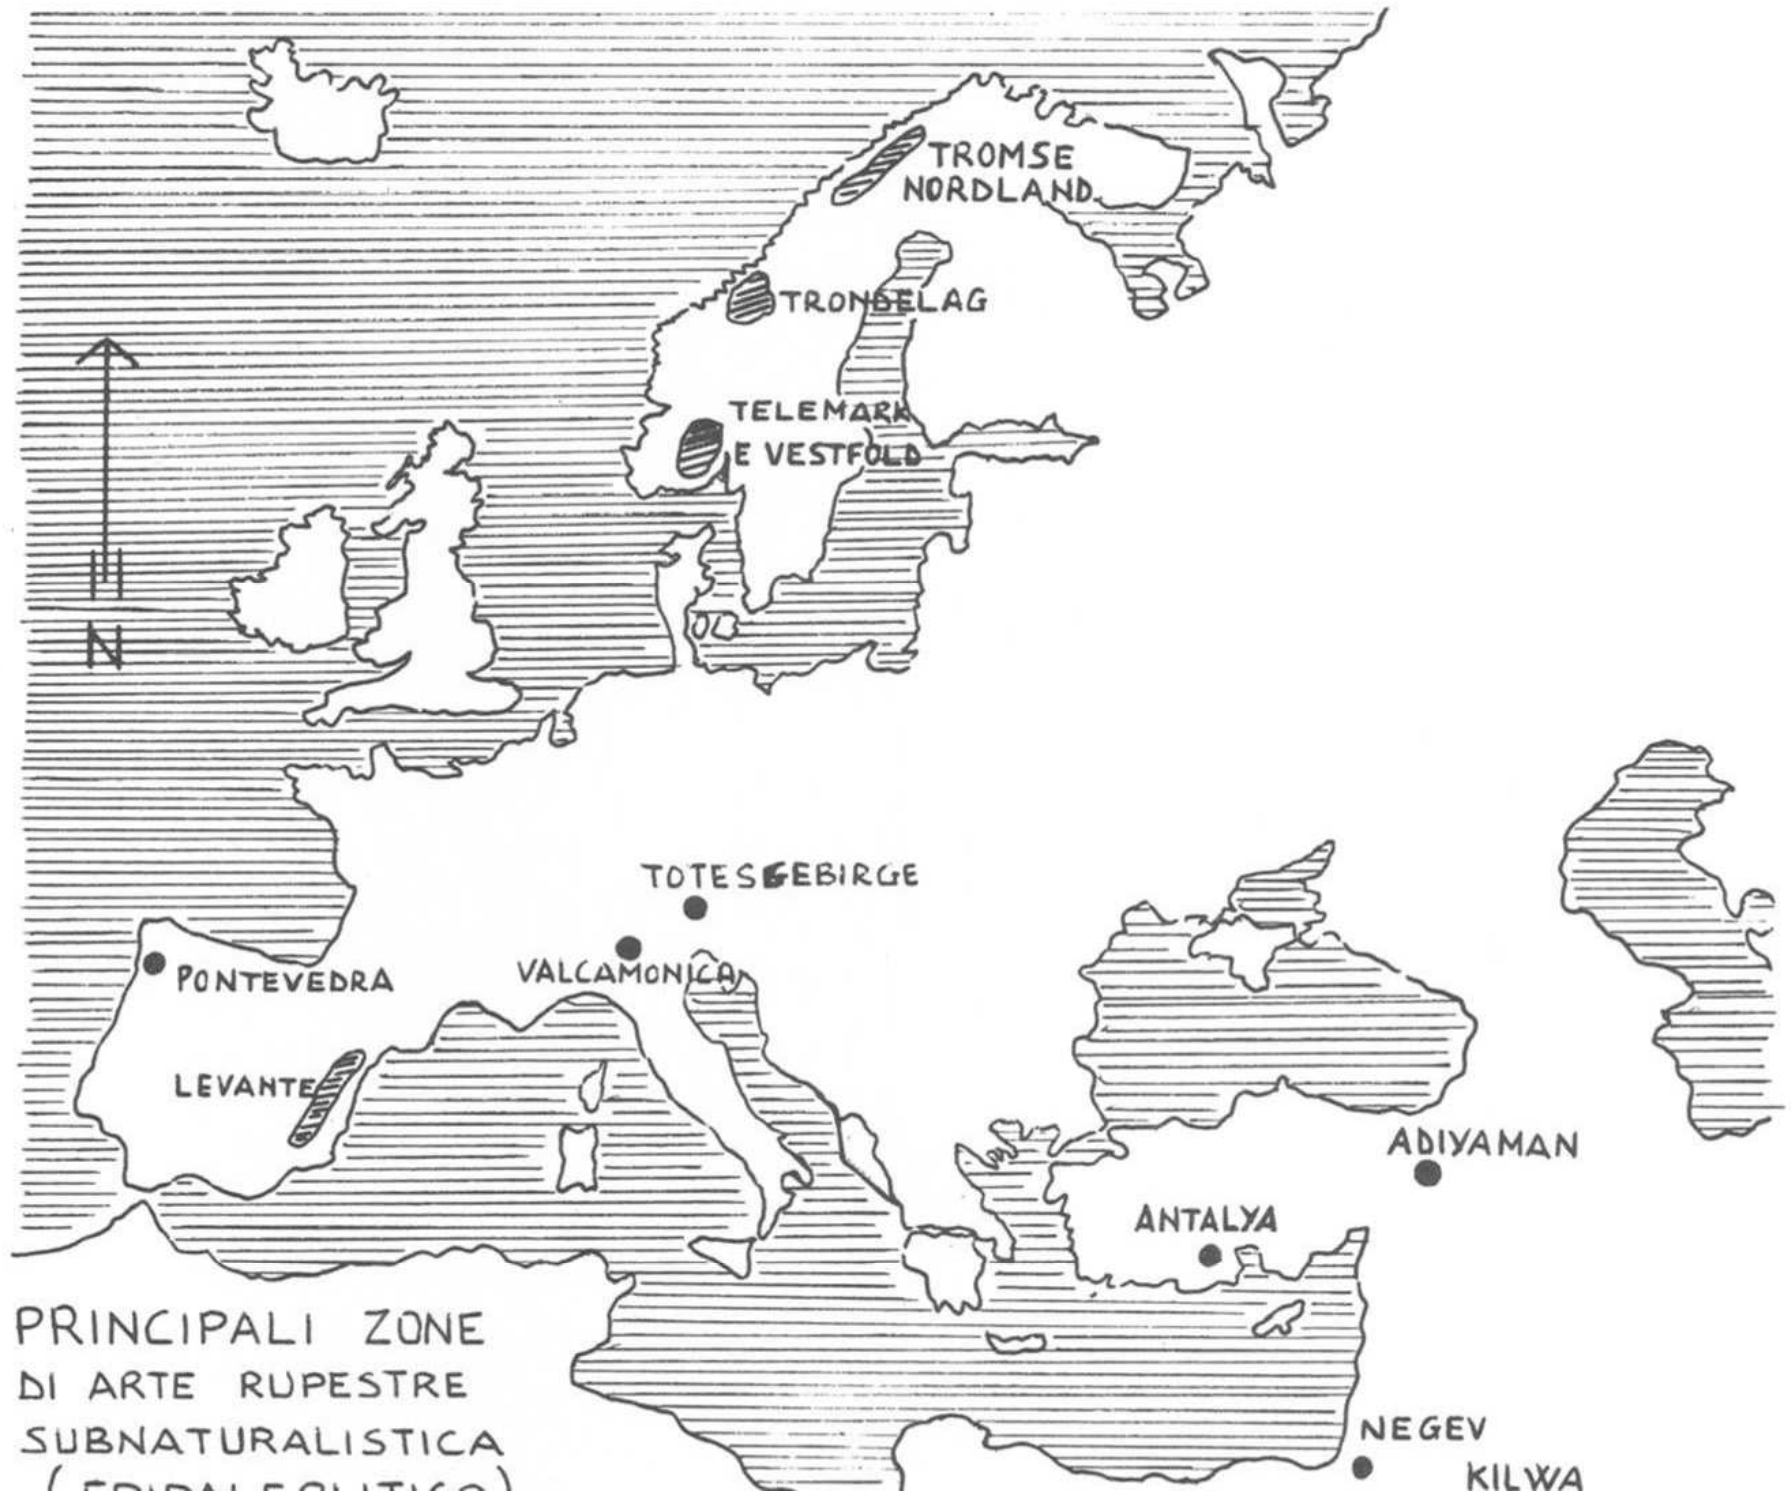 TROMSE
NORDLAND
TRONDELAG
TELEMARK
E VESTFOLD
N
TOTESGEBIRGE
VALCAMONICA
PONTEVEDRA
LEVANTE
ADIYAMAN
ANTALYA
PRINCIPALI ZONE
DI ARTE RUPESTRE
SUBNATURALISTICA
(EPIPALEOLITICO)
NEGEV
KILWA